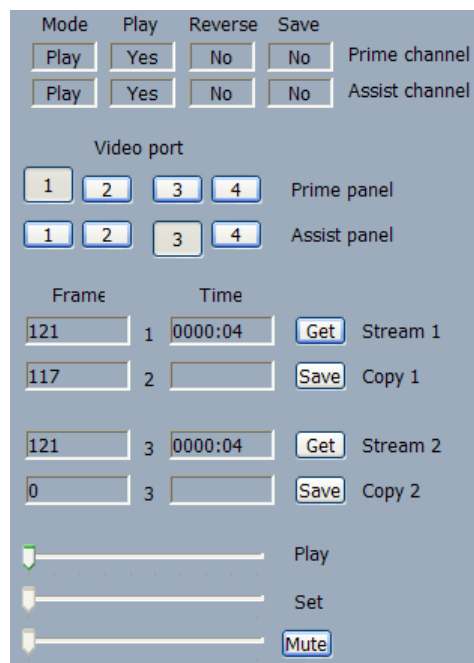 Mode Play Reverse Save
Play Yes No No Prime channel
Play Yes No No Assist channel
Video port
1 2 3 4 Prime panel
1 2 3 4 Assist panel
Frame Time
121 1 0000:04 Get Stream 1
117 2 Save Copy 1
121 3 0000:04 Get Stream 2
0 3 Save Copy 2
Play
Set
Mute